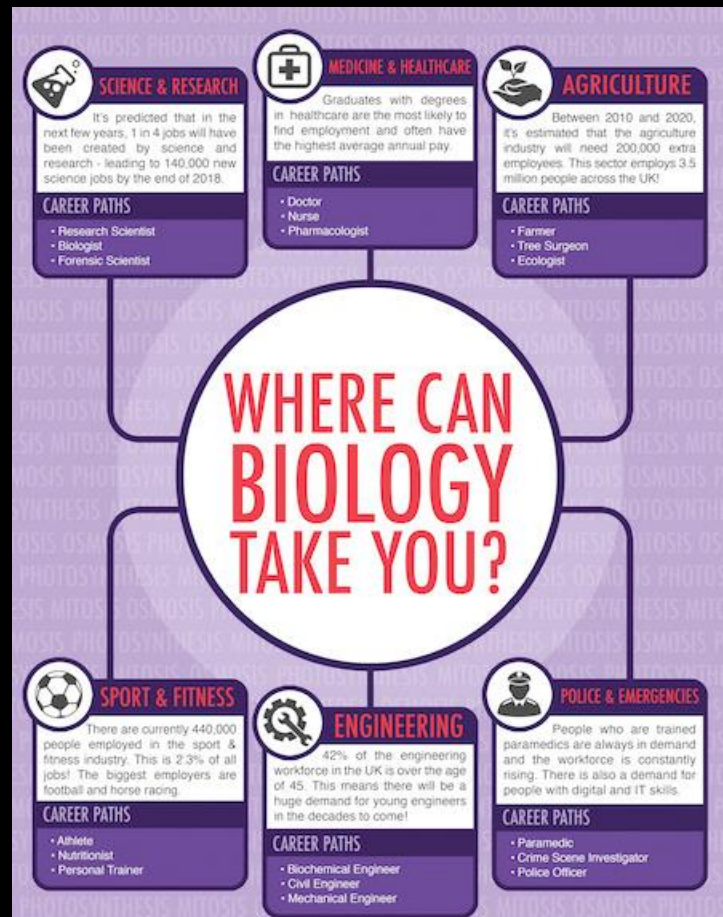 SCIENCE & RESEARCH
It's predicted that in the
next few years, 1 in 4 jobs will have
been created by science and
research - leading to 140,000 new
science jobs by the end of 2018.
CAREER PATHS
• Research Scientist
• Biologist
• Forensic Scientist
MEDICINE & HEALTHCARE
Graduates with degrees
in healthcare are the most likely to
find employment and often have
the highest average annual pay.
CAREER PATHS
• Doctor
• Nurse
• Pharmacologist
AGRICULTURE
Between 2010 and 2020,
it's estimated that the agriculture
industry will need 200,000 extra
employees. This sector employs 3.5
million people across the UK!
CAREER PATHS
• Farmer
• Tree Surgeon
• Ecologist
WHERE CAN
BIOLOGY
TAKE YOU?
SPORT & FITNESS
There are currently 440,000
people employed in the sport &
fitness industry. This is 2.3% of all
jobs! The biggest employers are
football and horse racing.
CAREER PATHS
• Athlete
• Nutritionist
• Personal Trainer
ENGINEERING
42% of the engineering
workforce in the UK is over the age
of 45. This means there will be a
huge demand for young engineers
in the decades to come!
CAREER PATHS
• Biochemical Engineer
• Civil Engineer
• Mechanical Engineer
POLICE & EMERGENCIES
People who are trained
paramedics are always in demand
and the workforce is constantly
rising. There is also a demand for
people with digital and IT skills.
CAREER PATHS
• Paramedic
• Crime Scene Investigator
• Police Officer